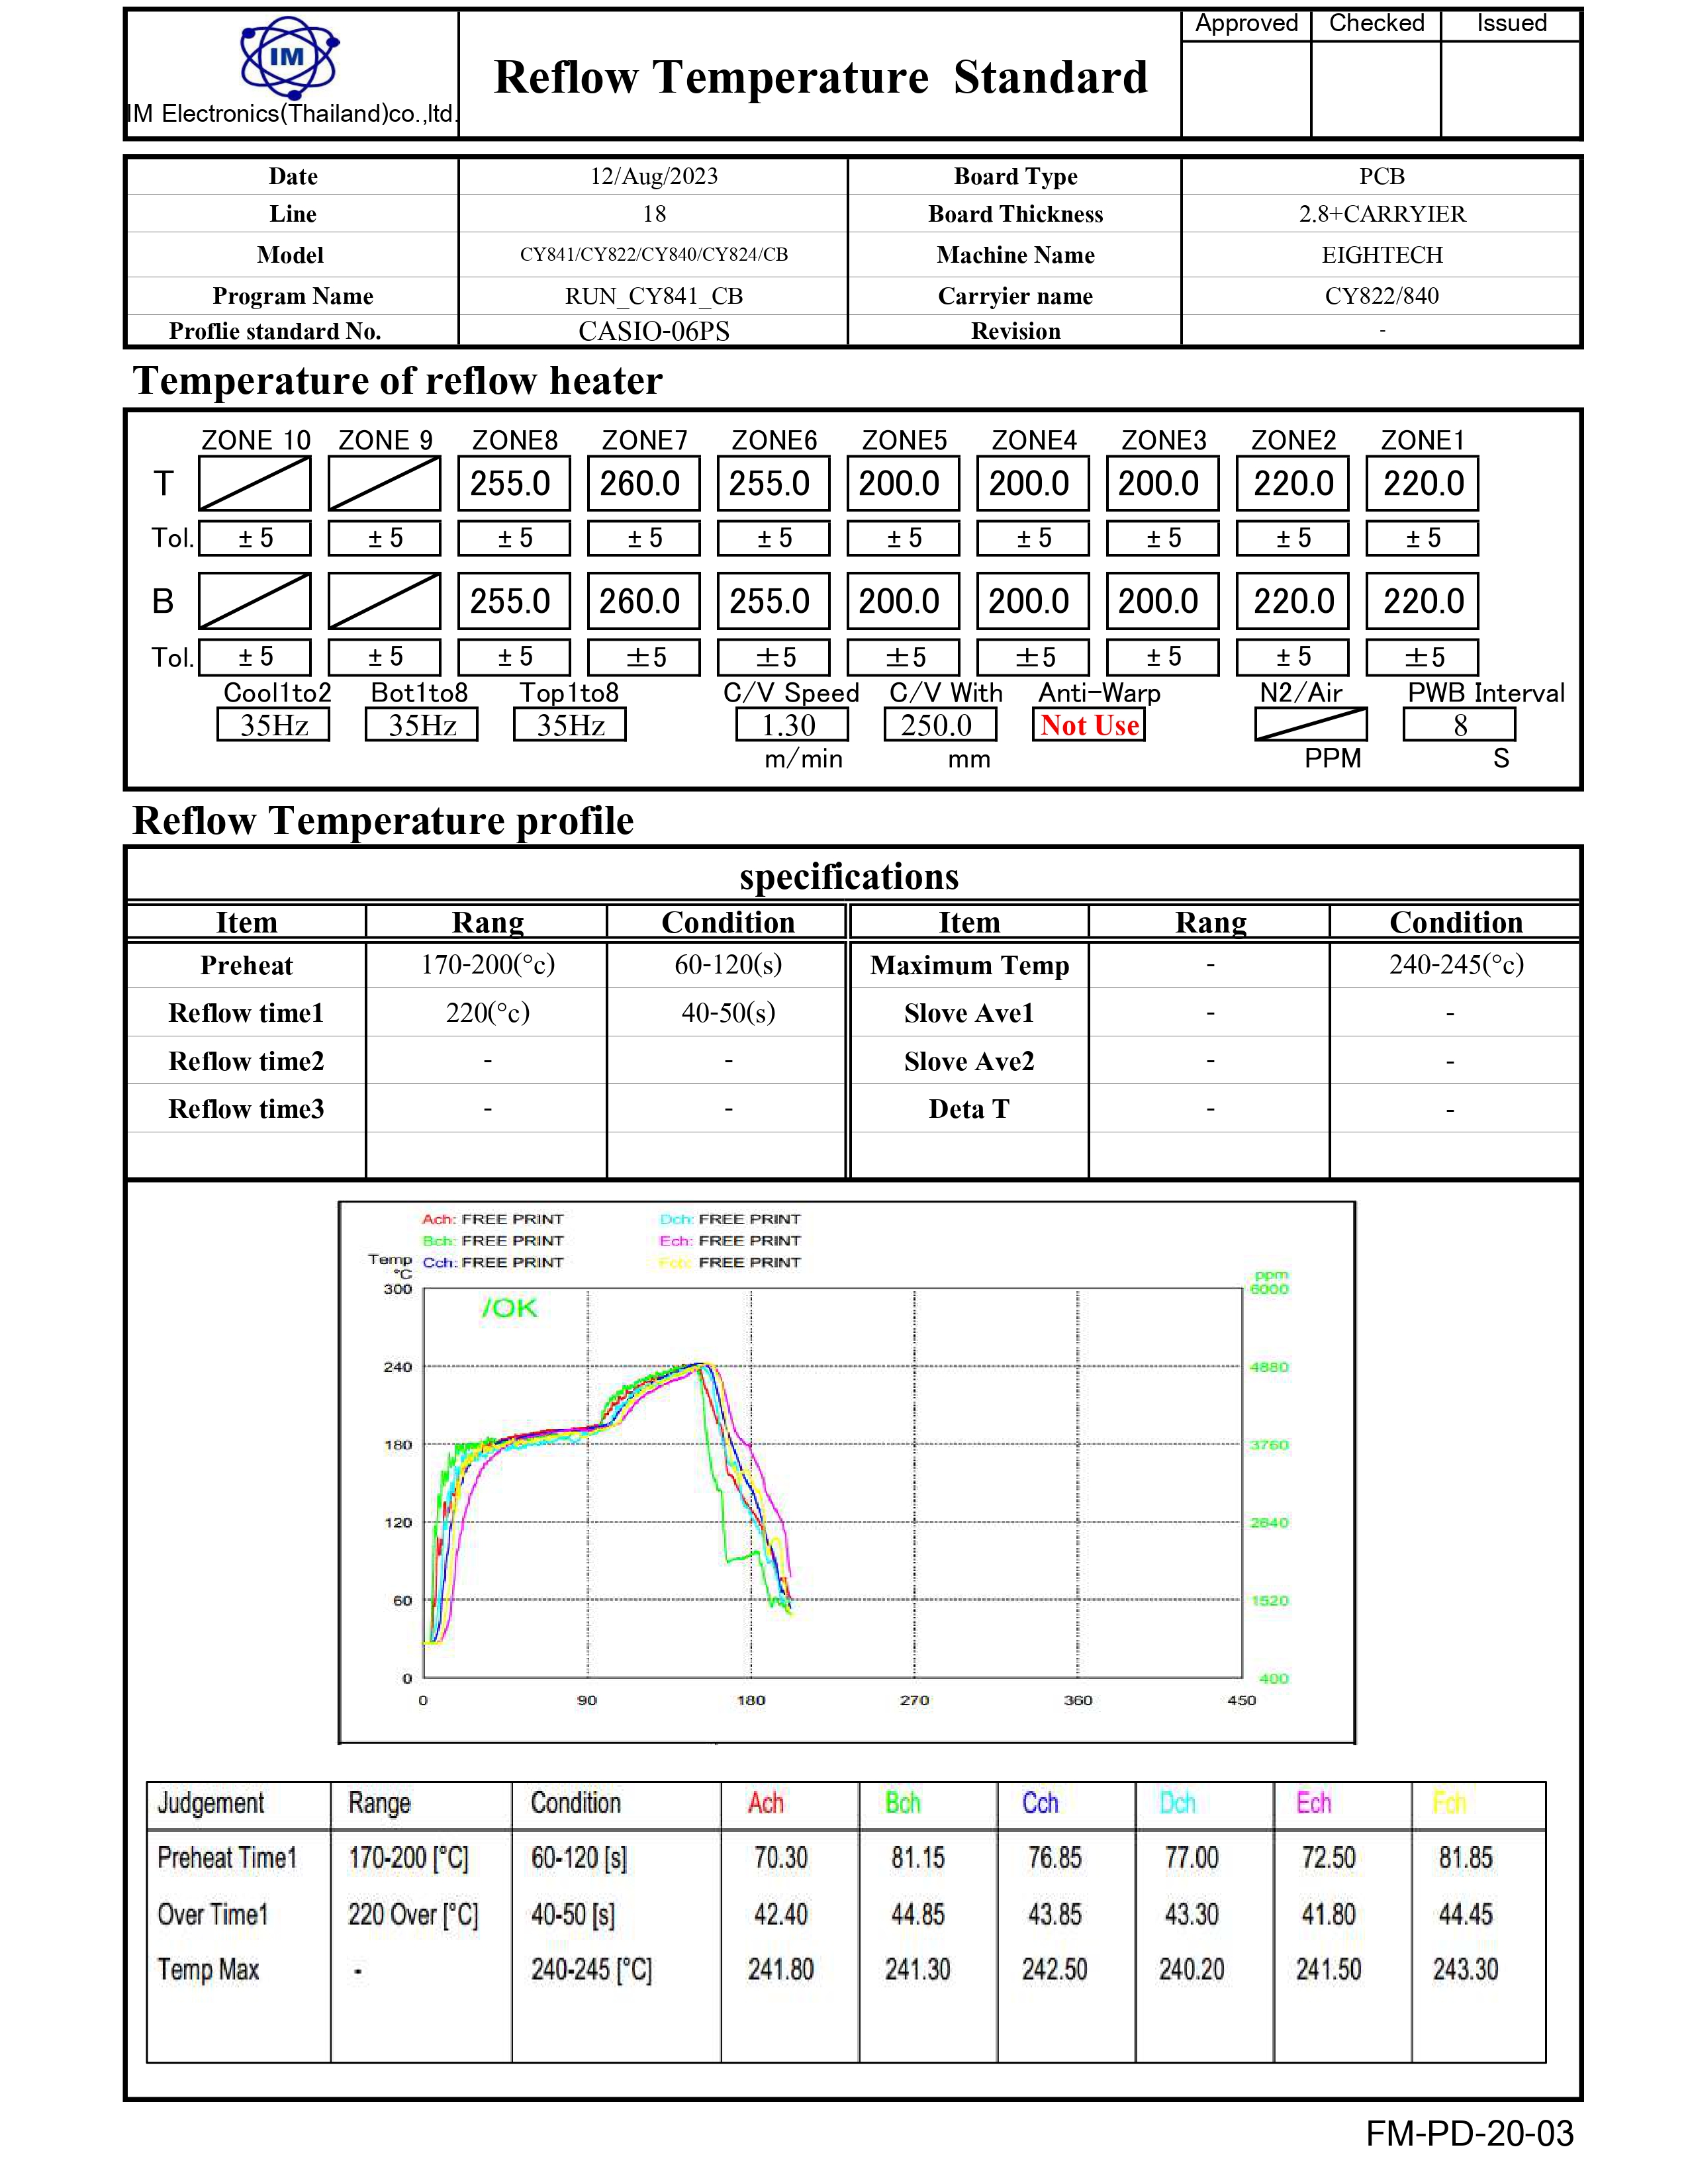 IM
IM Electronics(Thailand)co.,ltd.
Reflow Temperature  Standard
Approved Checked Issued
Date 12/Aug/2023 Board Type PCB
Line 18 Board Thickness 2.8+CARRYIER
Model CY841/CY822/CY840/CY824/CB Machine Name EIGHTECH
Program Name RUN_CY841_CB Carryier name CY822/840
Proflie standard No. CASIO-06PS Revision -
Temperature of reflow heater
ZONE 10 ZONE 9 ZONE8 ZONE7 ZONE6 ZONE5 ZONE4 ZONE3 ZONE2 ZONE1
T 255.0 260.0 255.0 200.0 200.0 200.0 220.0 220.0
Tol. ±5 ±5 ±5 ±5 ±5 ±5 ±5 ±5 ±5 ±5
B 255.0 260.0 255.0 200.0 200.0 200.0 220.0 220.0
Tol. ±5 ±5 ±5 ±5 ±5 ±5 ±5 ±5 ±5 ±5
Cool1to2 Bot1to8 Top1to8 C/V Speed C/V With Anti-Warp N2/Air PWB Interval
35Hz 35Hz 35Hz 1.30 250.0 Not Use 8
m/min mm PPM S
Reflow Temperature profile
specifications
Item Rang Condition Item Rang Condition
Preheat 170-200(°c) 60-120(s) Maximum Temp - 240-245(°c)
Reflow time1 220(°c) 40-50(s) Slove Ave1 - -
Reflow time2 - - Slove Ave2 - -
Reflow time3 - - Deta T - -
Ach: FREE PRINT Dch: FREE PRINT
Bch: FREE PRINT Ech: FREE PRINT
Temp Cch: FREE PRINT Fch: FREE PRINT
°C ppm
300 6000
/OK
240 4880
180 3760
120 2640
60 1520
0 400
0 90 180 270 360 450
Judgement Range Condition Ach Bch Cch Dch Ech Fch
Preheat Time1 170-200 [°C] 60-120 [s] 70.30 81.15 76.85 77.00 72.50 81.85
Over Time1 220 Over [°C] 40-50 [s] 42.40 44.85 43.85 43.30 41.80 44.45
Temp Max - 240-245 [°C] 241.80 241.30 242.50 240.20 241.50 243.30
FM-PD-20-03